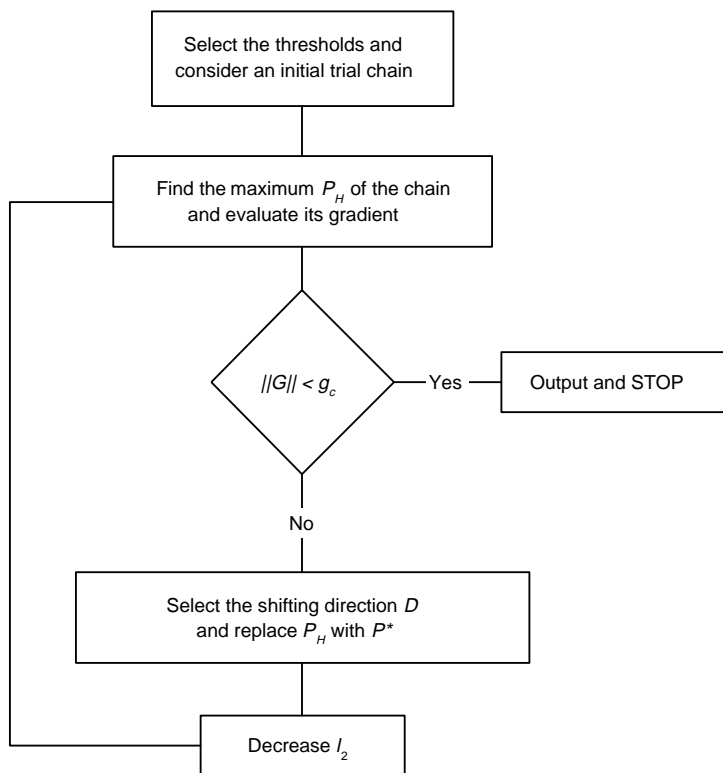 Select the thresholds and
consider an initial trial chain
Find the maximum P_H of the chain
and evaluate its gradient
||G|| < g_c
Yes
Output and STOP
No
Select the shifting direction D
and replace P_H with P*
Decrease l_2